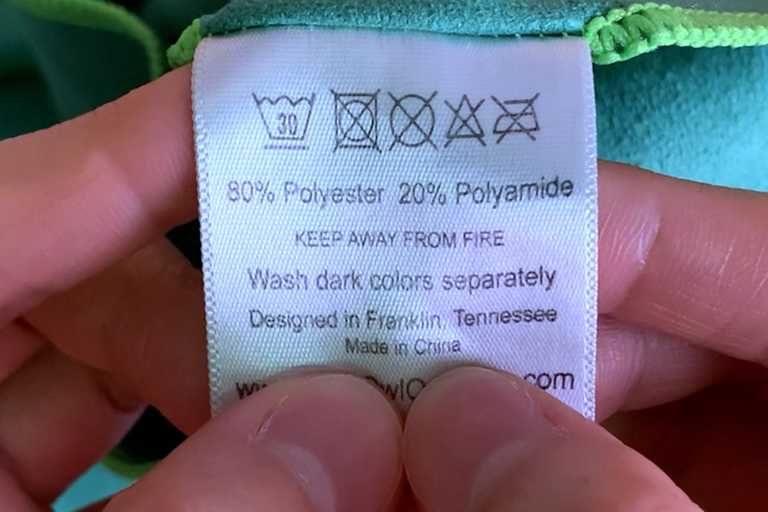 30
80% Polyester 20% Polyamide
KEEP AWAY FROM FIRE
Wash dark colors separately
Designed in Franklin, Tennessee
Made in China